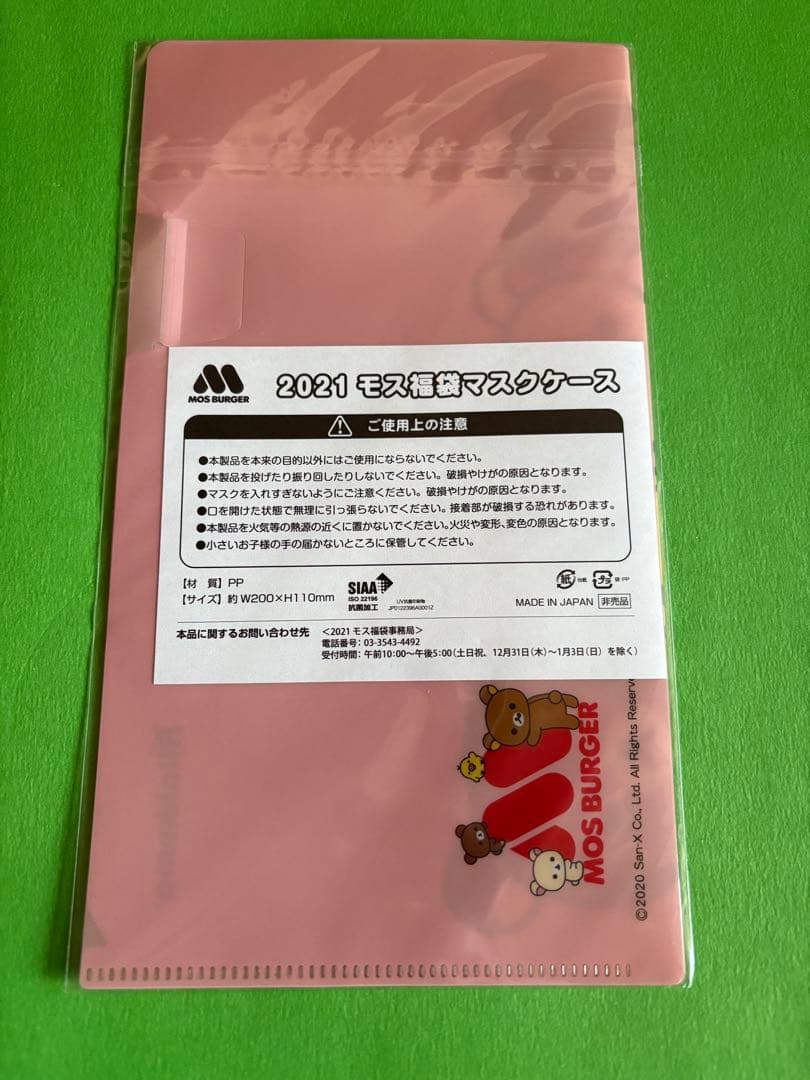 MOS BURGER
2021 モス福袋マスクケース
ご使用上の注意
●本製品を本来の目的以外にはご使用にならないでください。
●本製品を投げたり振り回したりしないでください。破損やけがの原因となります。
●マスクを入れすぎないようにご注意ください。破損やけがの原因となります。
●口を開けた状態で無理に引っ張らないでください。接着部が破損する恐れがあります。
●本製品を火気等の熱源の近くに置かないでください。火災や変形、変色の原因となります。
●小さいお子様の手の届かないところに保管してください。
【材 質】PP
【サイズ】約 W200×H110mm
SIAA
ISO 22196
抗菌加工
JP0122396A0001Z
紙
プラ
袋:PP
MADE IN JAPAN 非売品
本品に関するお問い合わせ先
＜2021 モス福袋事務局＞
電話番号: 03-3543-4492
受付時間: 午前10:00～午後5:00(土日祝、12月31日(木)～1月3日(日) を除く)
MOS BURGER
©2020 San-X Co., Ltd. All Rights Reserve